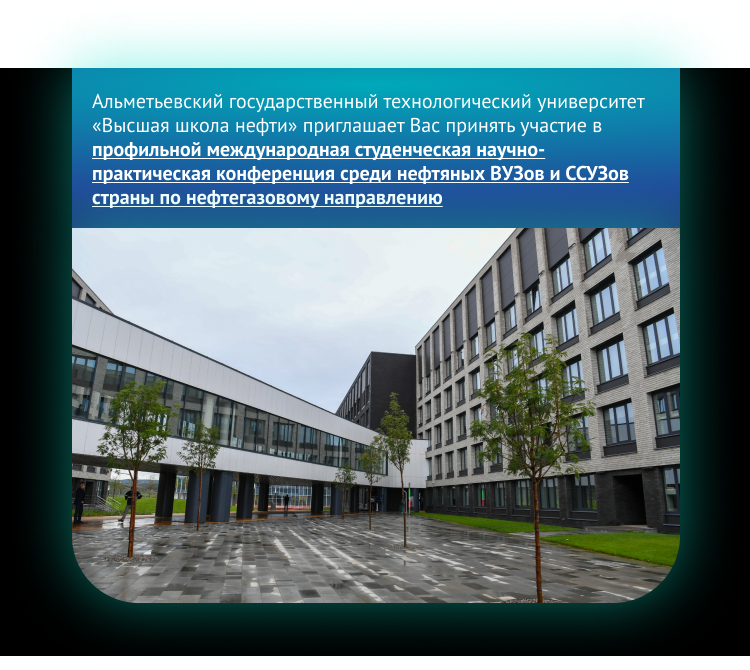 Альметьевский государственный технологический университет
«Высшая школа нефти» приглашает Вас принять участие в
профильной международная студенческая научно-
практическая конференция среди нефтяных ВУЗов и ССУЗов
страны по нефтегазовому направлению